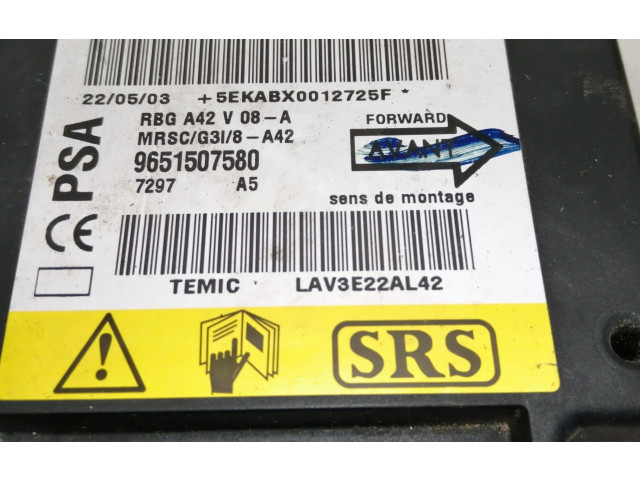 22/05/03 +5EKABX0012725F *
RBG A42 V 08-A
MRSC/G3I/8-A42
9651507580
7297 A5
PSA
CE
FORWARD
AVANT
sens de montage
TEMIC LAV3E22AL42
SRS